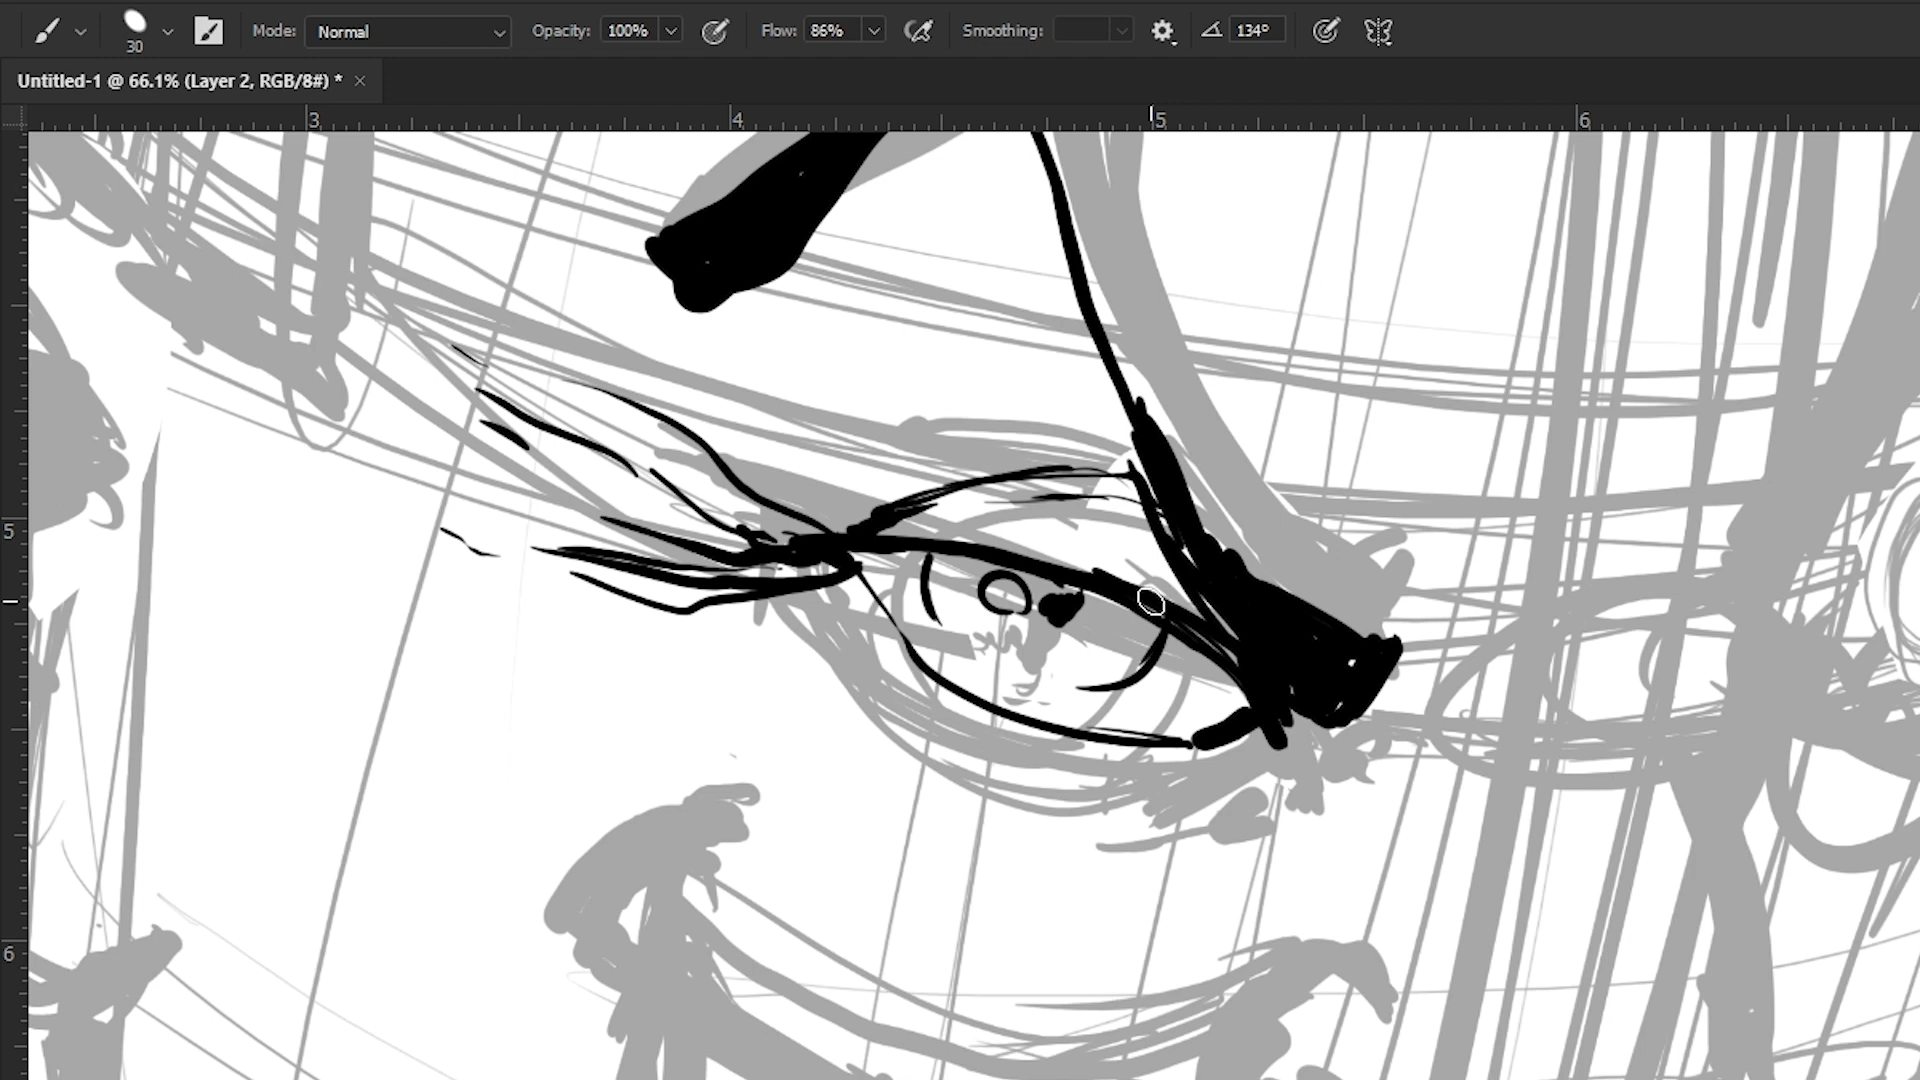 30
Mode: Normal
Opacity: 100%
Flow: 86%
Smoothing:
134°
Untitled-1 @ 66.1% (Layer 2, RGB/8#) *
3 4 5 6
5
6